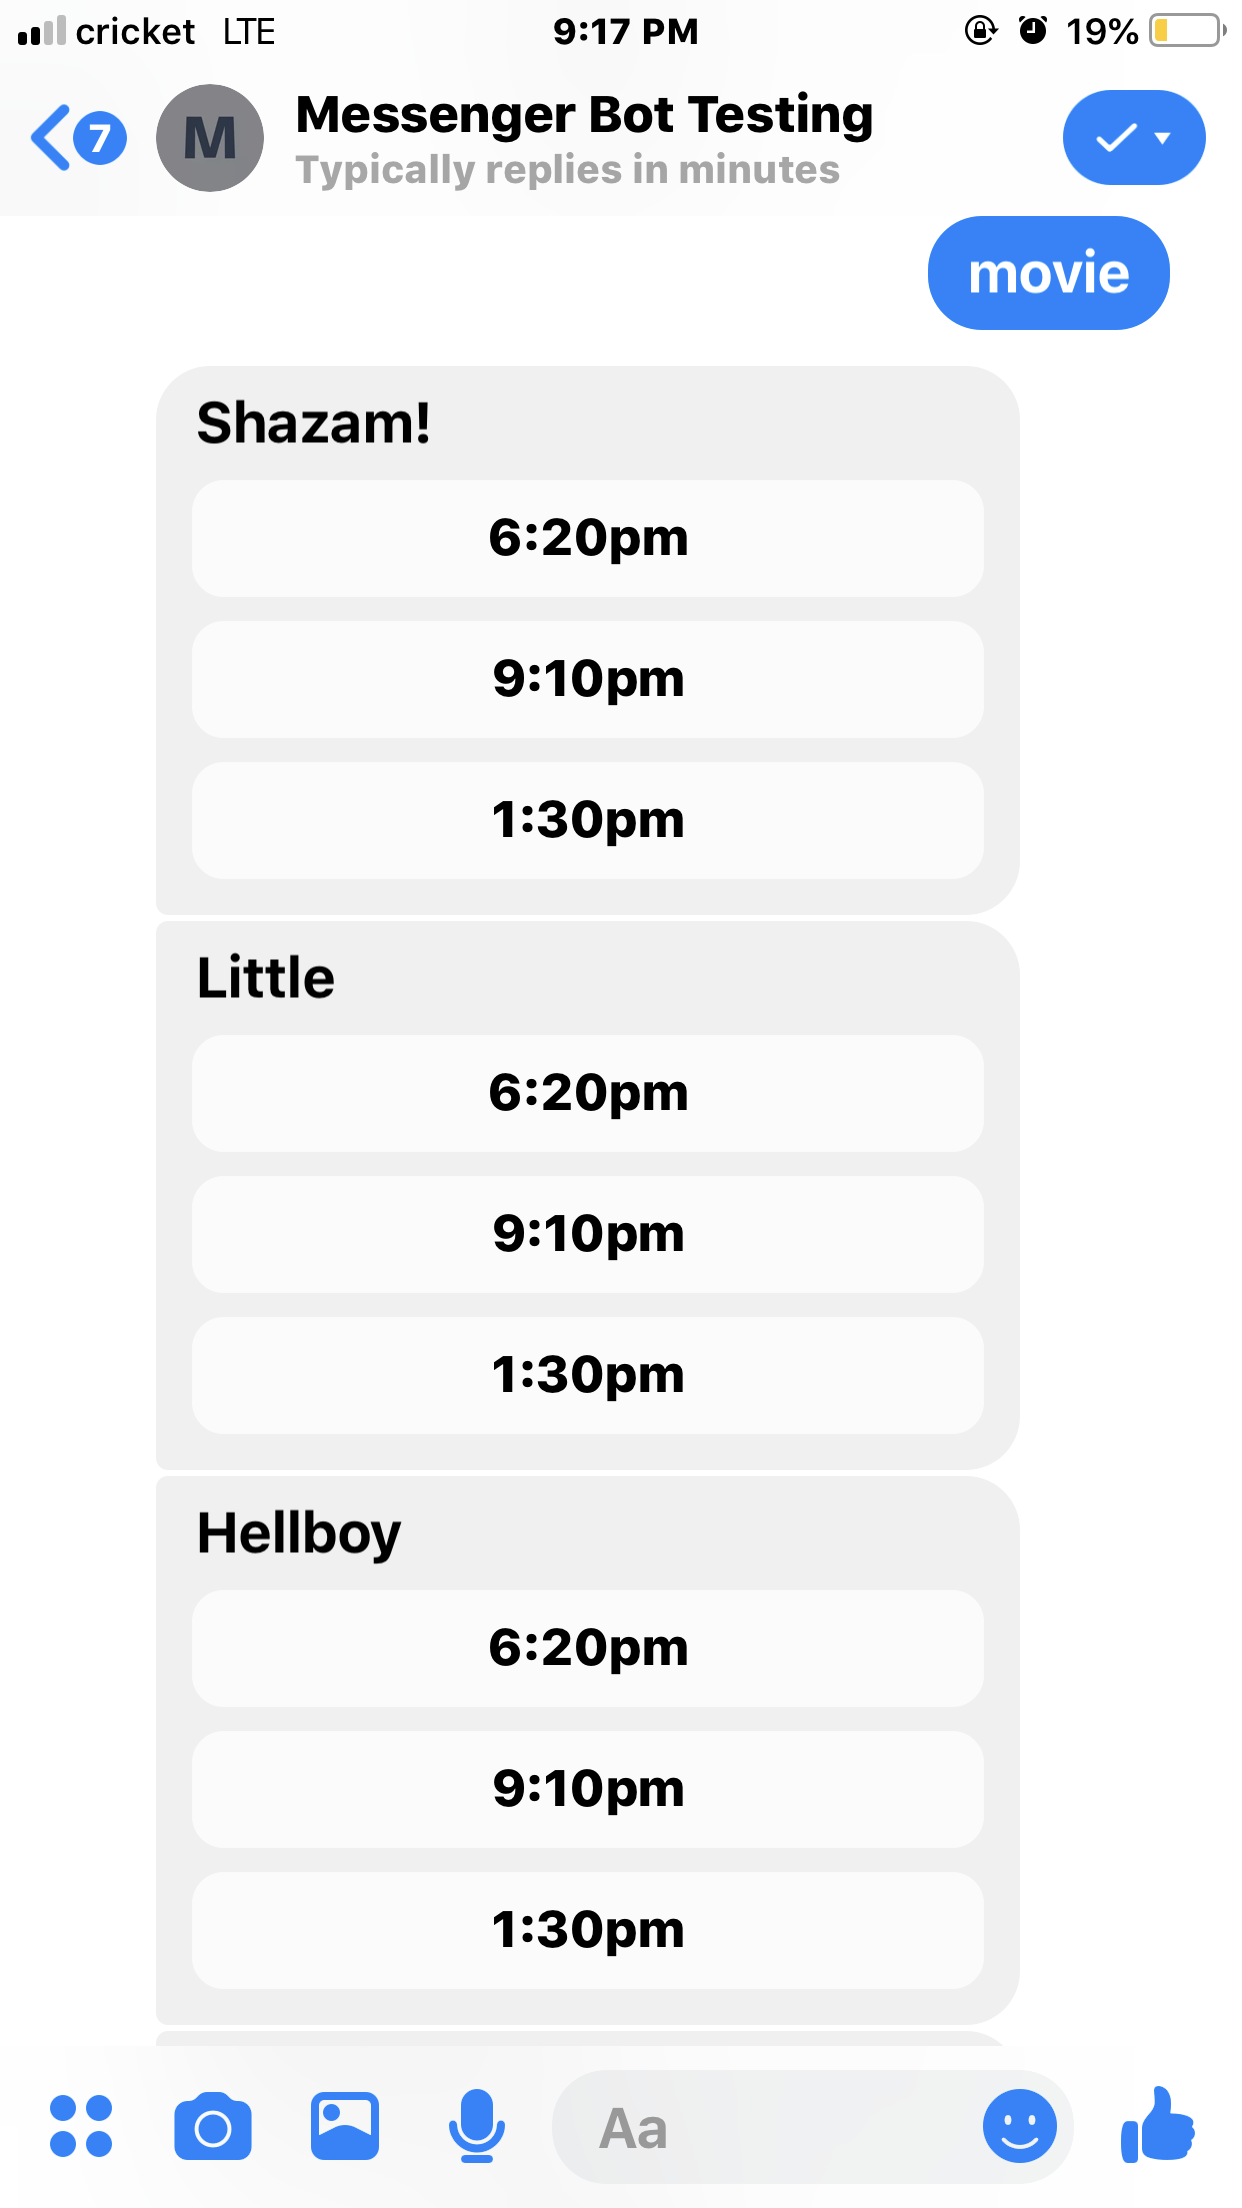 cricket LTE 9:17 PM 19%
7 M Messenger Bot Testing
Typically replies in minutes
movie
Shazam!
6:20pm
9:10pm
1:30pm
Little
6:20pm
9:10pm
1:30pm
Hellboy
6:20pm
9:10pm
1:30pm
Aa